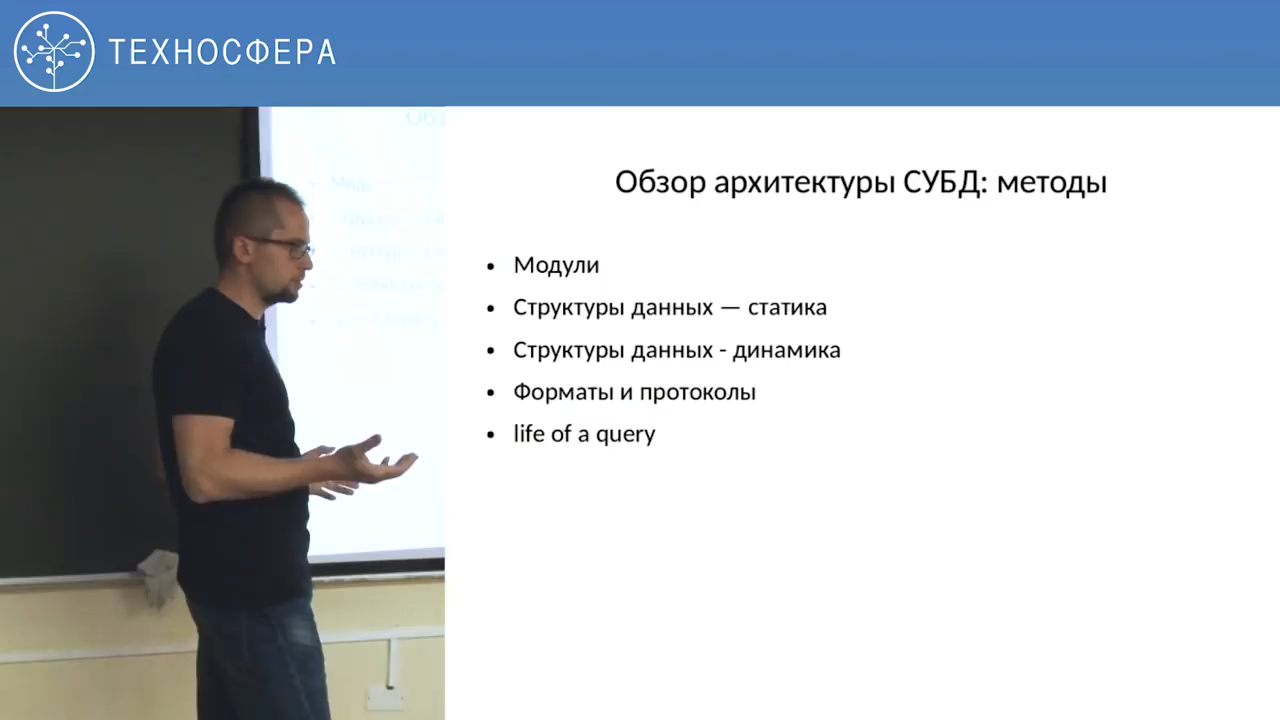 ТЕХНОСФЕРА
Обзор архитектуры СУБД: методы
• Модули
• Структуры данных — статика
• Структуры данных - динамика
• Форматы и протоколы
• life of a query